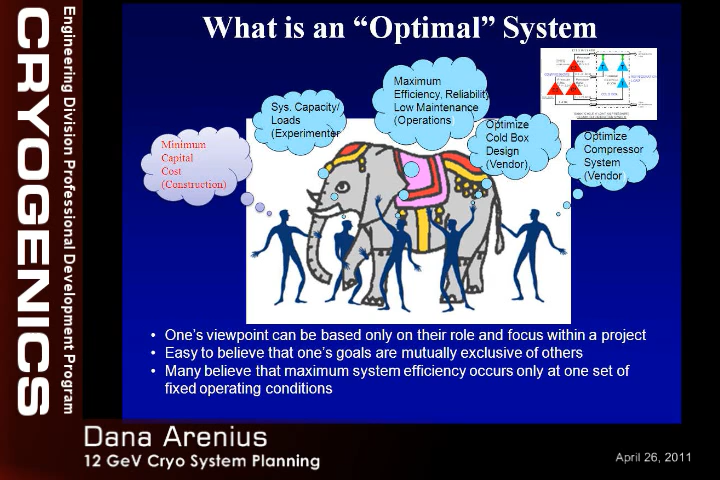 What is an “Optimal” System
Maximum
Efficiency, Reliability
Low Maintenance
(Operations)
Sys. Capacity/
Loads
(Experimenter
Optimize
Cold Box
Design
(Vendor)
Optimize
Compressor
System
(Vendor
Minimum
Capital
Cost
(Construction)
• One’s viewpoint can be based only on their role and focus within a project
• Easy to believe that one’s goals are mutually exclusive of others
• Many believe that maximum system efficiency occurs only at one set of
fixed operating conditions
CRYOGENICS
Engineering Division Professional Development Program
Dana Arenius
12 GeV Cryo System Planning
April 26, 2011